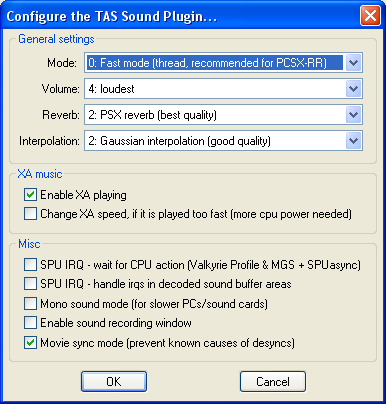 Configure the TAS Sound Plugin...
General settings
Mode: 0: Fast mode (thread, recommended for PCSX-RR)
Volume: 4: loudest
Reverb: 2: PSX reverb (best quality)
Interpolation: 2: Gaussian interpolation (good quality)
XA music
Enable XA playing
Change XA speed, if it is played too fast (more cpu power needed)
Misc
SPU IRQ - wait for CPU action (Valkyrie Profile & MGS + SPUasync)
SPU IRQ - handle irqs in decoded sound buffer areas
Mono sound mode (for slower PCs/sound cards)
Enable sound recording window
Movie sync mode (prevent known causes of desyncs)
OK Cancel